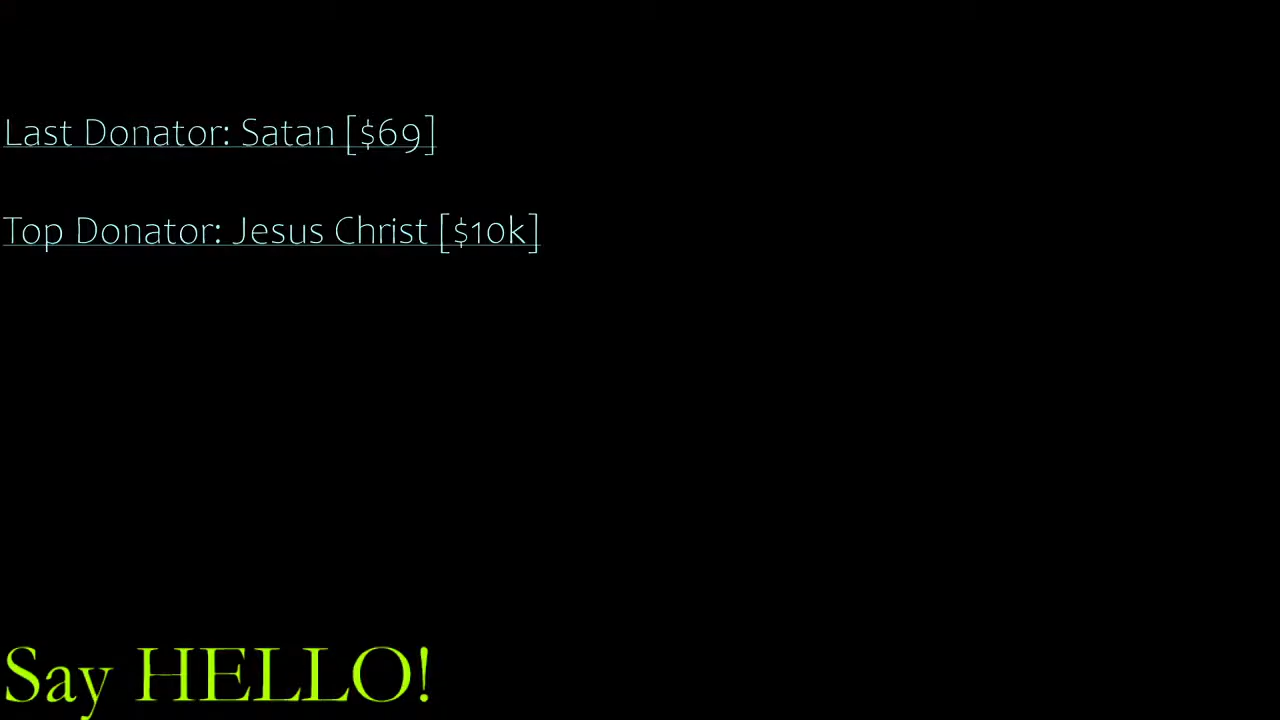 Last Donator: Satan [$69]
Top Donator: Jesus Christ [$10k]
Say HELLO!